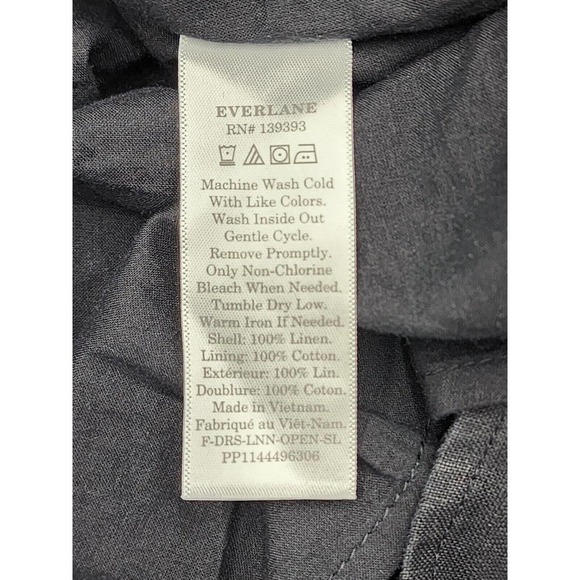 EVERLANE
RN# 139393
Machine Wash Cold
With Like Colors.
Wash Inside Out
Gentle Cycle.
Remove Promptly.
Only Non-Chlorine
Bleach When Needed.
Tumble Dry Low.
Warm Iron If Needed.
Shell: 100% Linen.
Lining: 100% Cotton.
Extérieur: 100% Lin.
Doublure: 100% Coton.
Made in Vietnam.
Fabriqué au Viêt-Nam.
F-DRS-LNN-OPEN-SL
PP1144496306